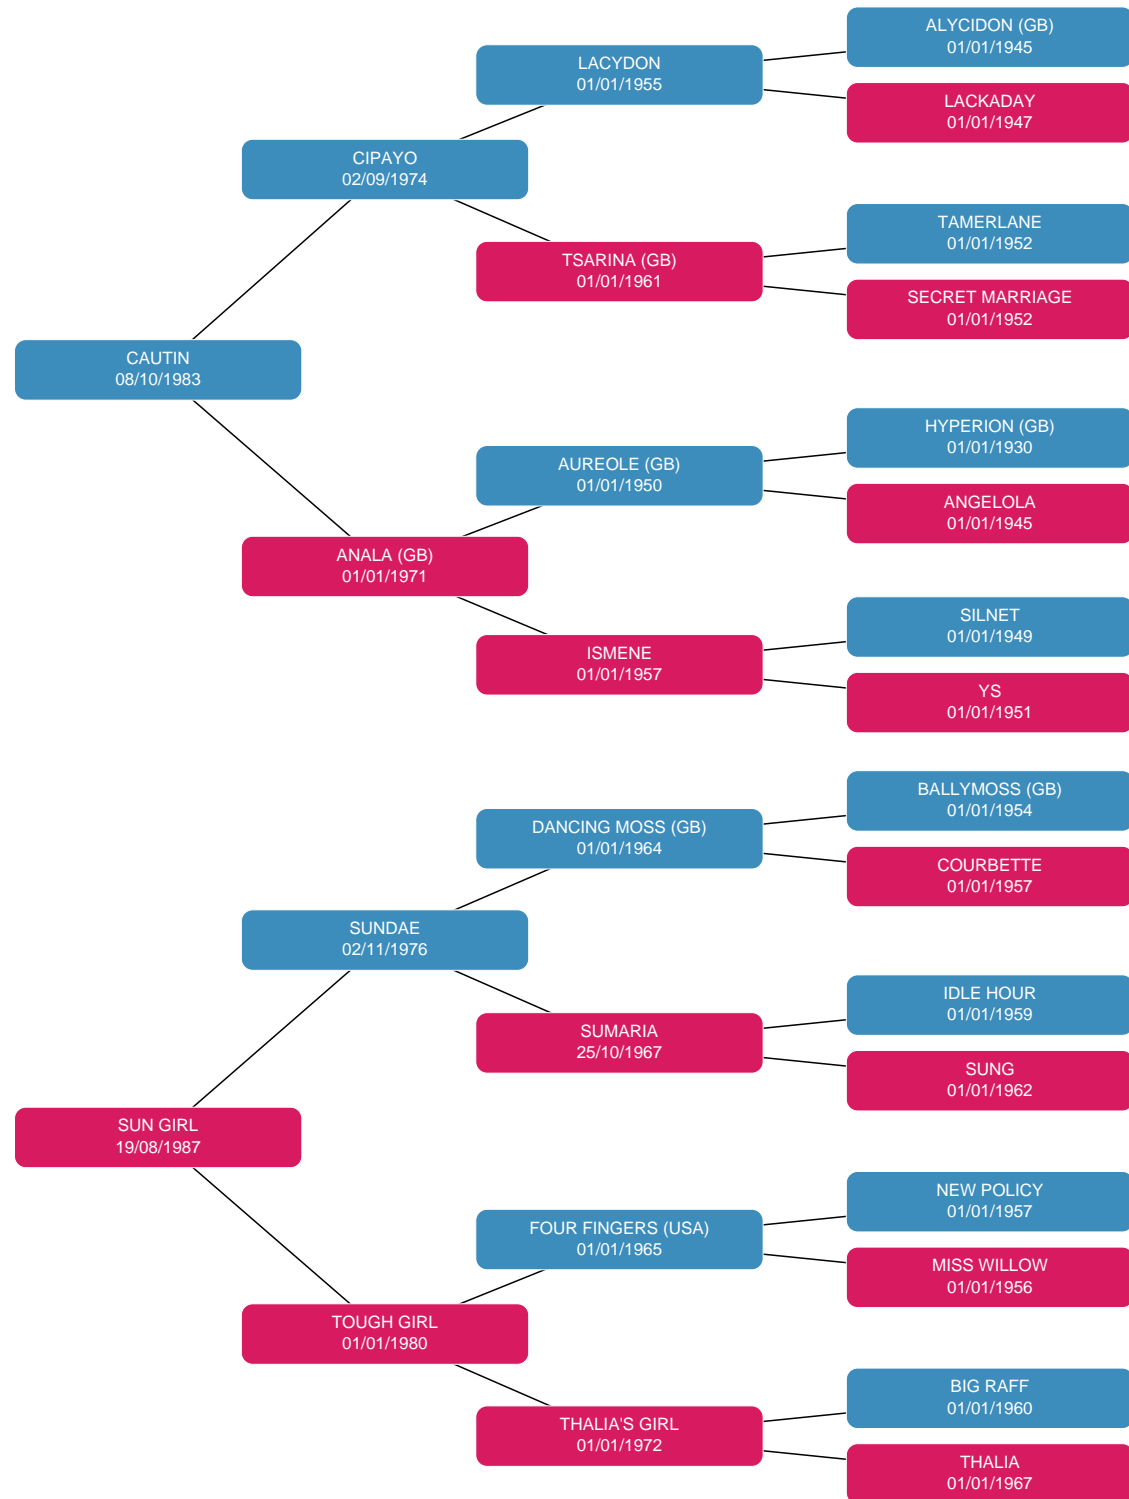 ALYCIDON (GB)
01/01/1945
LACYDON
01/01/1955
LACKADAY
01/01/1947
CIPAYO
02/09/1974
TAMERLANE
01/01/1952
TSARINA (GB)
01/01/1961
SECRET MARRIAGE
01/01/1952
CAUTIN
08/10/1983
HYPERION (GB)
01/01/1930
AUREOLE (GB)
01/01/1950
ANGELOLA
01/01/1945
ANALA (GB)
01/01/1971
SILNET
01/01/1949
ISMENE
01/01/1957
YS
01/01/1951
BALLYMOSS (GB)
01/01/1954
DANCING MOSS (GB)
01/01/1964
COURBETTE
01/01/1957
SUNDAE
02/11/1976
IDLE HOUR
01/01/1959
SUMARIA
25/10/1967
SUNG
01/01/1962
SUN GIRL
19/08/1987
NEW POLICY
01/01/1957
FOUR FINGERS (USA)
01/01/1965
MISS WILLOW
01/01/1956
TOUGH GIRL
01/01/1980
BIG RAFF
01/01/1960
THALIA'S GIRL
01/01/1972
THALIA
01/01/1967